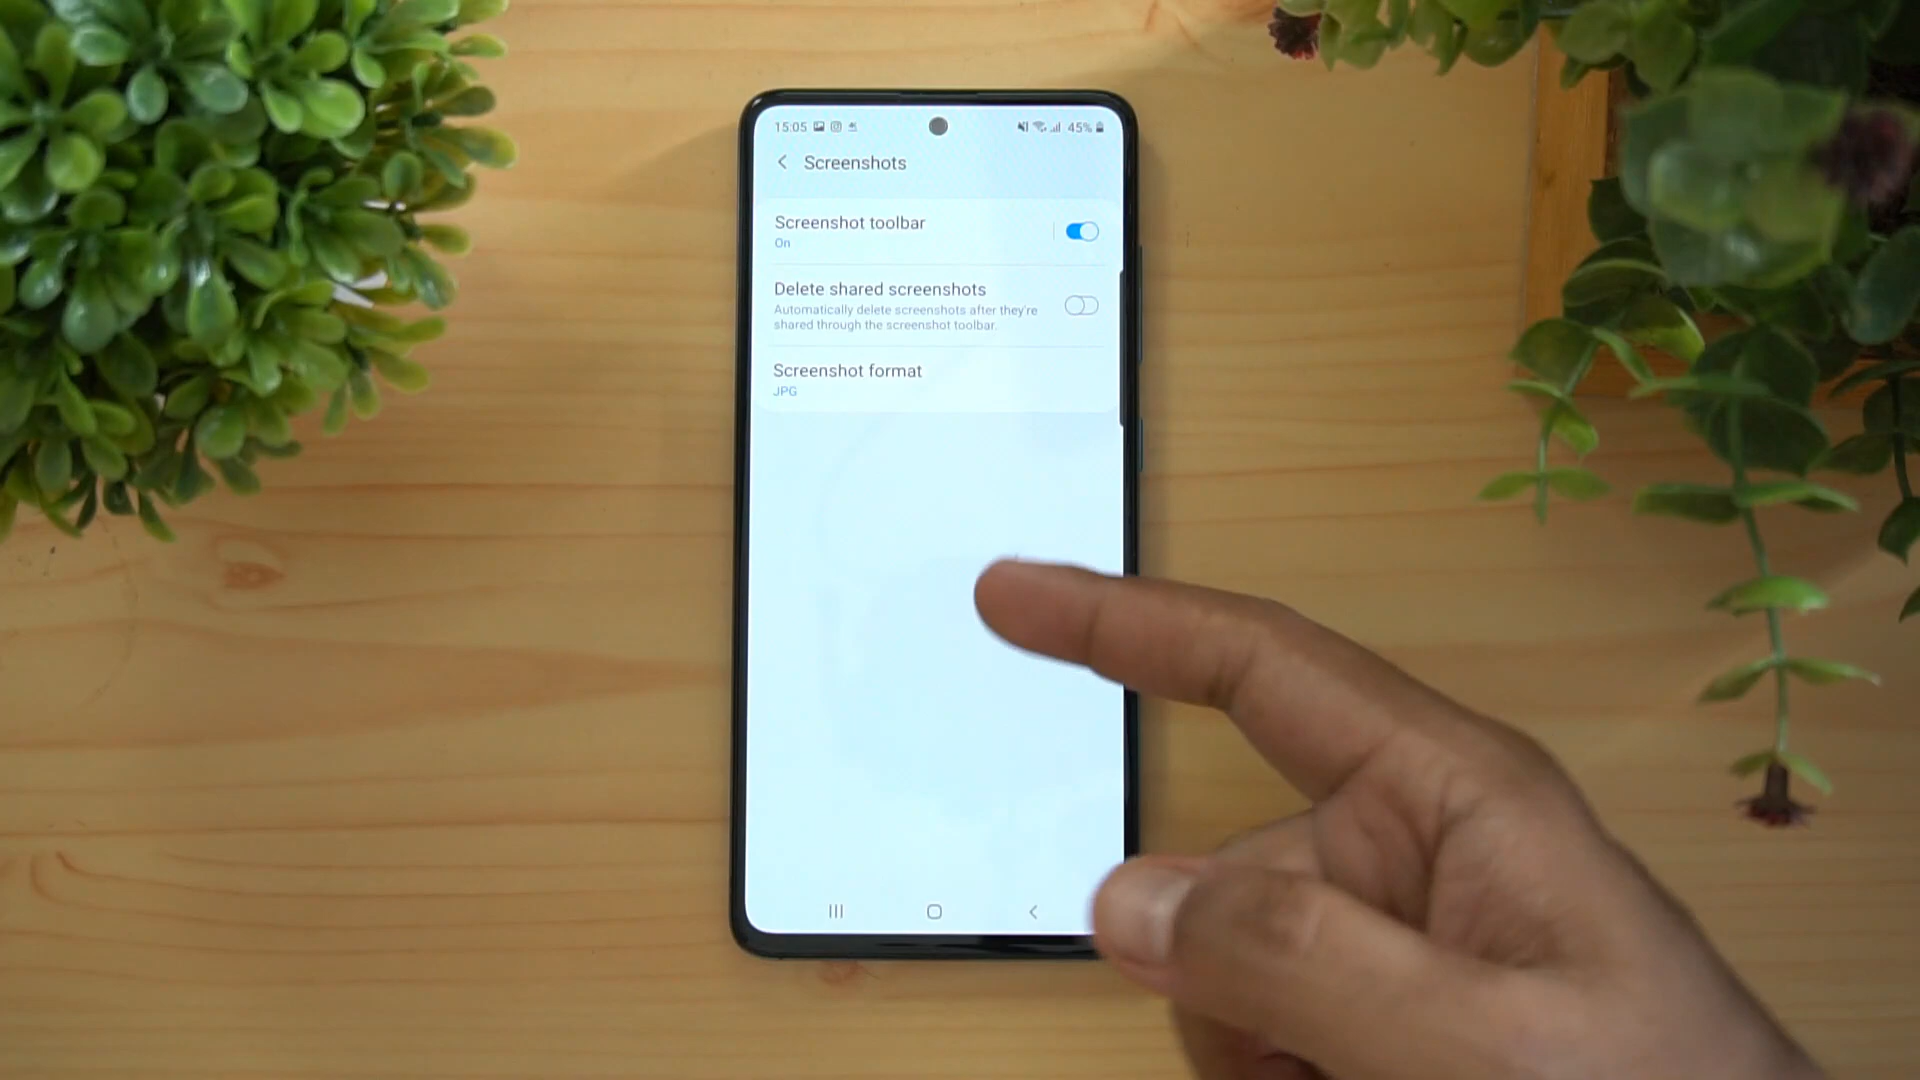 15:05 45%
Screenshots
Screenshot toolbar
On
Delete shared screenshots
Automatically delete screenshots after they're
shared through the screenshot toolbar.
Screenshot format
JPG